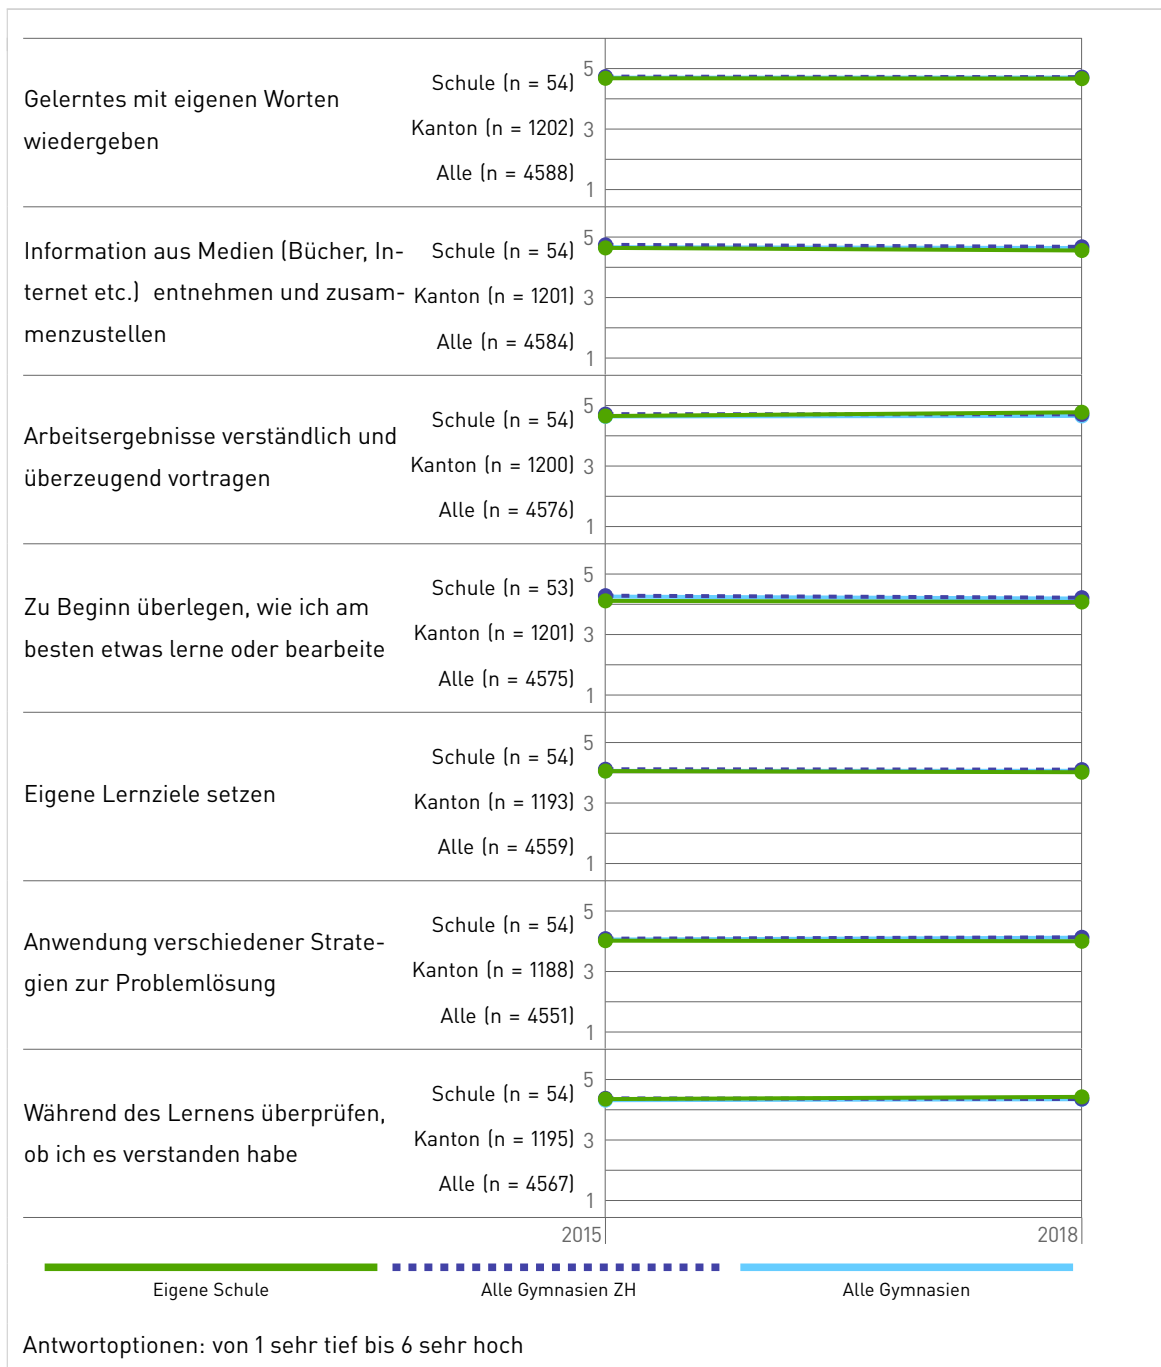 Gelerntes mit eigenen Worten
wiedergeben
Schule (n = 54)
Kanton (n = 1202)
Alle (n = 4588)
5
3
1
Information aus Medien (Bücher, In-
ternet etc.)  entnehmen und zusam-
menzustellen
Schule (n = 54)
Kanton (n = 1201)
Alle (n = 4584)
5
3
1
Arbeitsergebnisse verständlich und
überzeugend vortragen
Schule (n = 54)
Kanton (n = 1200)
Alle (n = 4576)
5
3
1
Zu Beginn überlegen, wie ich am
besten etwas lerne oder bearbeite
Schule (n = 53)
Kanton (n = 1201)
Alle (n = 4575)
5
3
1
Eigene Lernziele setzen
Schule (n = 54)
Kanton (n = 1193)
Alle (n = 4559)
5
3
1
Anwendung verschiedener Strate-
gien zur Problemlösung
Schule (n = 54)
Kanton (n = 1188)
Alle (n = 4551)
5
3
1
Während des Lernens überprüfen,
ob ich es verstanden habe
Schule (n = 54)
Kanton (n = 1195)
Alle (n = 4567)
5
3
1
2015
2018
Eigene Schule
Alle Gymnasien ZH
Alle Gymnasien
Antwortoptionen: von 1 sehr tief bis 6 sehr hoch